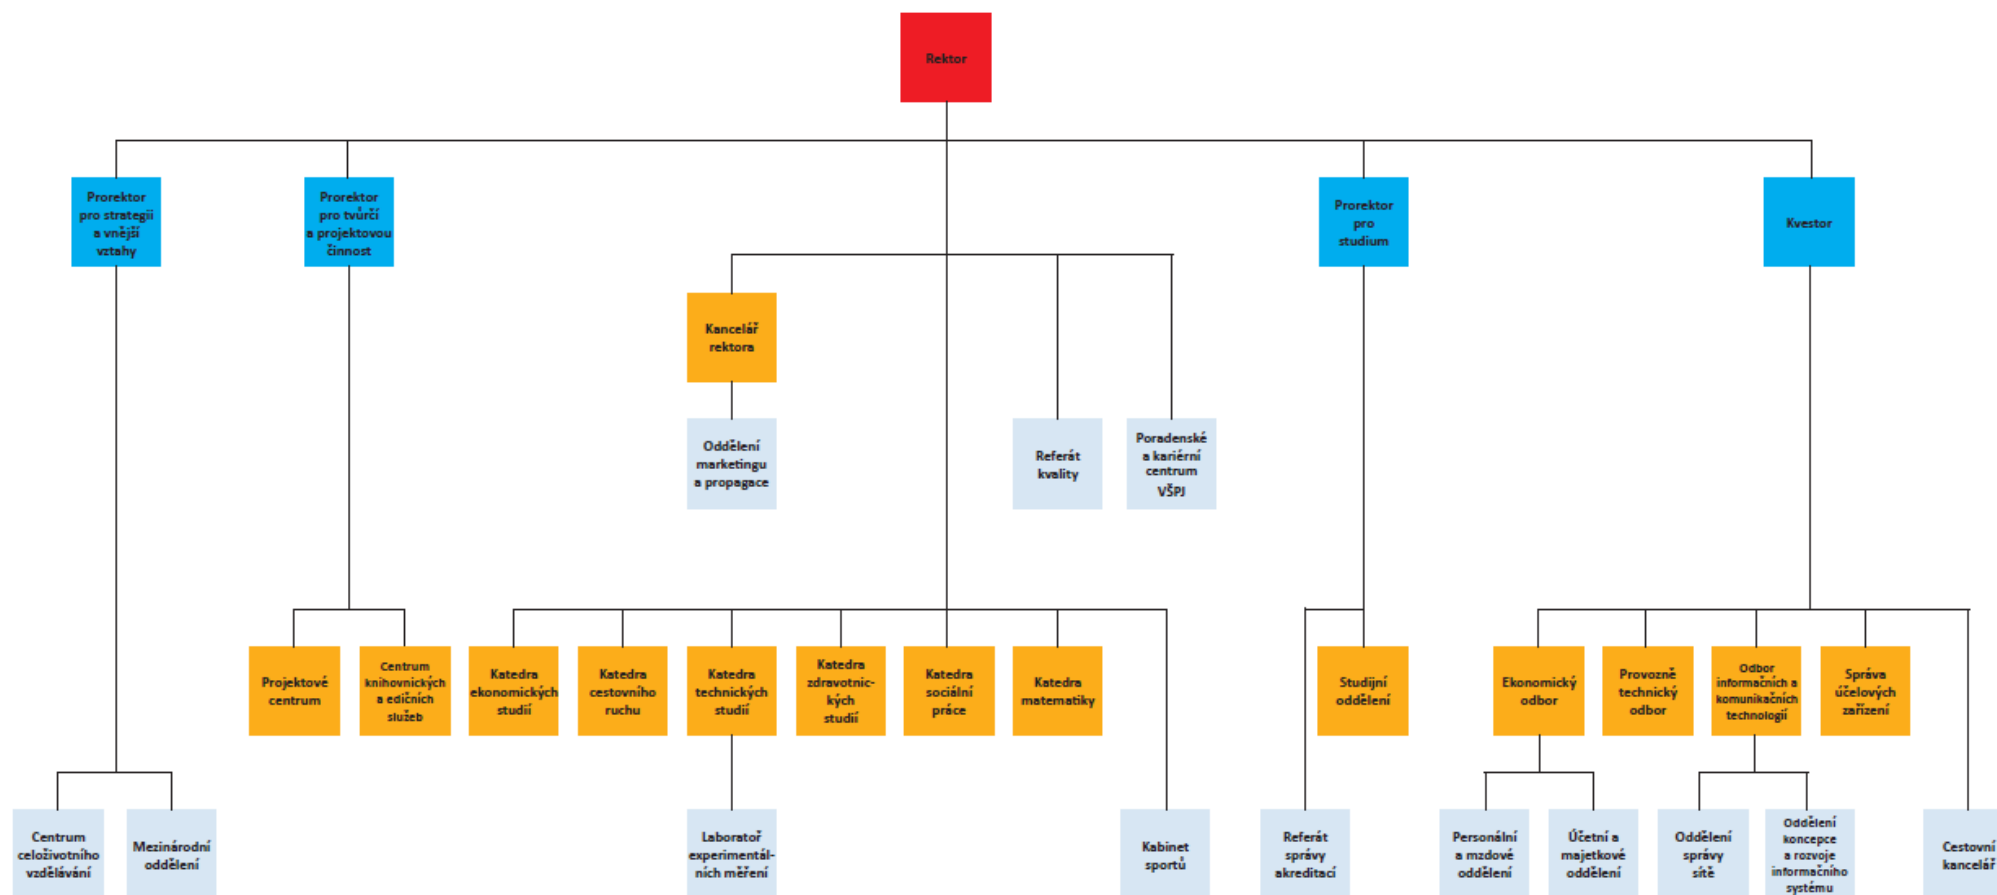 Rektor
Prorektor
pro strategii
a vnější
vztahy
Prorektor
pro tvůrčí
a projektovou
činnost
Prorektor
pro
studium
Kvestor
Kancelář
rektora
Oddělení
marketingu
a propagace
Referát
kvality
Poradenské
a kariérní
centrum
VŠPJ
Projektové
centrum
Centrum
knihovnických
a edičních
služeb
Katedra
ekonomických
studií
Katedra
cestovního
ruchu
Katedra
technických
studií
Katedra
zdravotnic-
kých
studií
Katedra
sociální
práce
Katedra
matematiky
Studijní
oddělení
Ekonomický
odbor
Provozně
technický
odbor
Odbor
informačních a
komunikačních
technologií
Správa
účelových
zařízení
Centrum
celoživotního
vzdělávání
Mezinárodní
oddělení
Laboratoř
experimentál-
ních měření
Kabinet
sportů
Referát
správy
akreditací
Personální
a mzdové
oddělení
Účetní a
majetkové
oddělení
Oddělení
správy
sítě
Oddělení
koncepce
a rozvoje
informačního
systému
Cestovní
kancelář